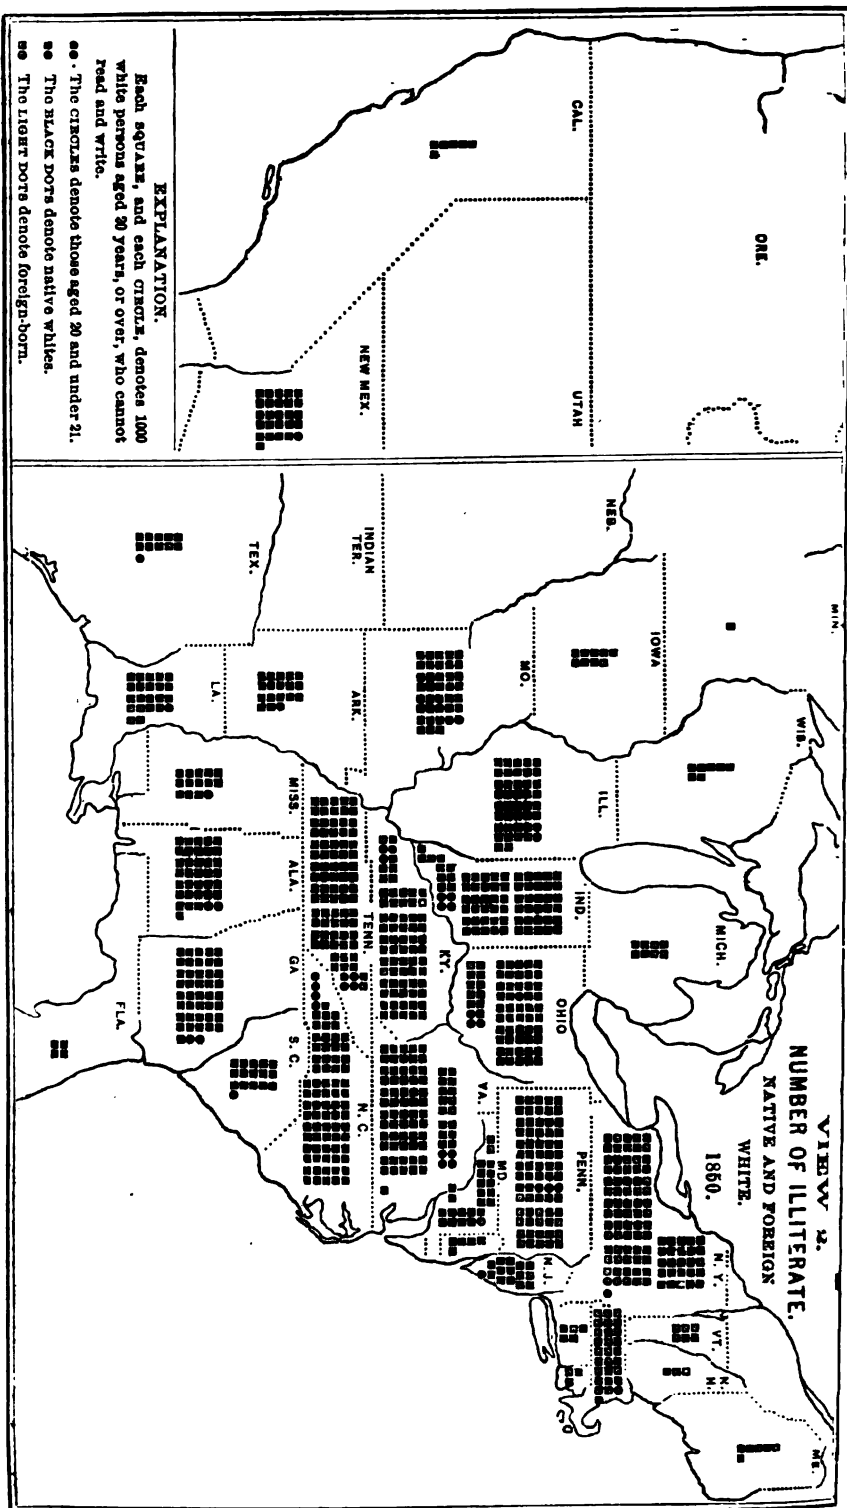 VIEW 2.
NUMBER OF ILLITERATE.
NATIVE AND FOREIGN
WHITE.
1850.
ORE.
CAL.
UTAH
NEW MEX.
MIN.
NEB.
IOWA
WIS.
MICH.
MO.
ILL.
IND.
OHIO
PENN.
N. Y.
VT.
N.
H.
ME.
N. J.
MD.
VA.
KY.
INDIAN
TER.
ARK.
TENN.
N. C.
TEX.
LA.
MISS.
ALA.
GA
S. C.
FLA.
EXPLANATION.
Each SQUARE, and each CIRCLE, denotes 1000
white persons aged 20 years, or over, who cannot
read and write.
The CIRCLES denote those aged 20 and under 21.
The BLACK DOTS denote native whites.
The LIGHT DOTS denote foreign-born.